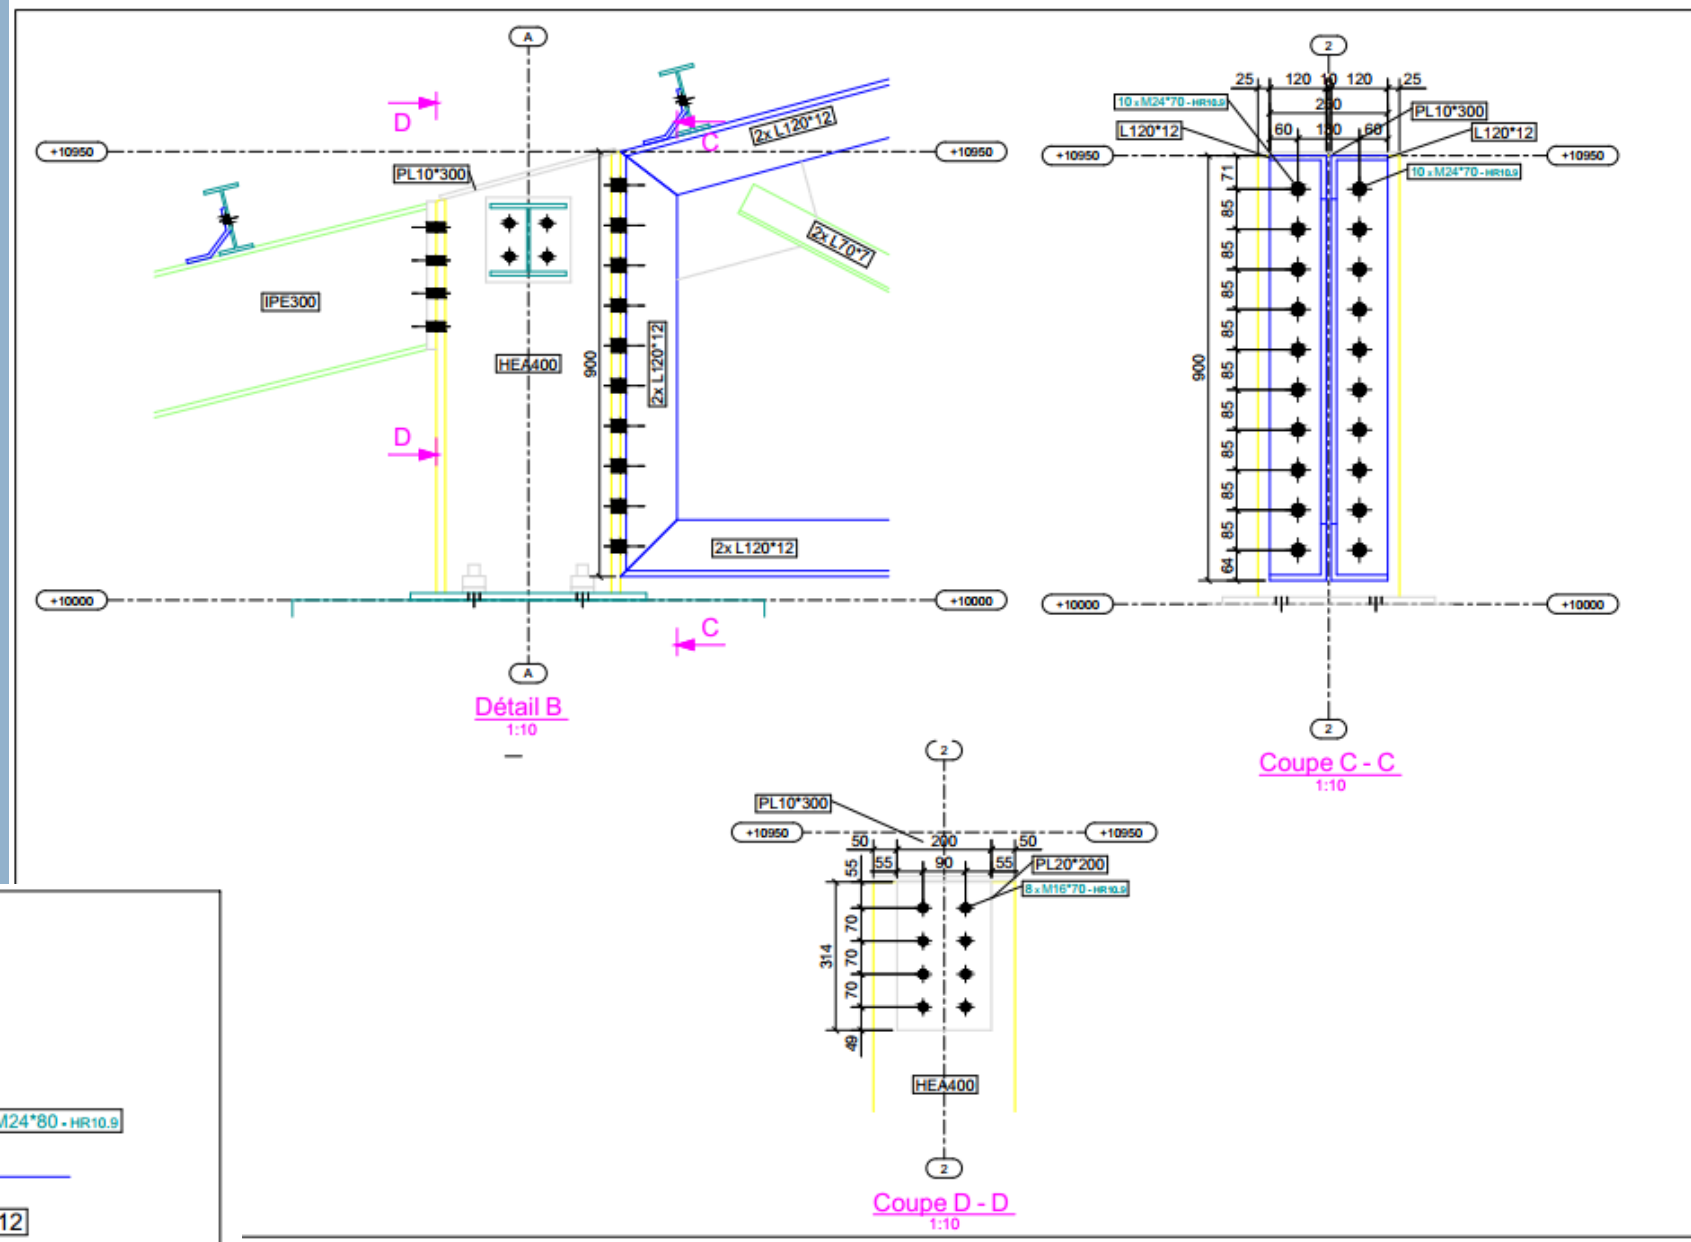 A
D
C
2x L120*12
+10950
+10950
PL10*300
2x L70*7
IPE300
HEA400
900
2x L120*12
D
2x L120*12
+10000
+10000
C
A
Détail B
1:10
2
25 120 10 120 25
10 x M24*70 - HR10.9
260
PL10*300
L120*12
60 130 60
L120*12
+10950
+10950
71
10 x M24*70 - HR10.9
85
85
85
85
900
85
85
85
85
85
64
+10000
+10000
2
Coupe C - C
1:10
2
PL10*300
+10950
+10950
50 200 50
55 55 90 55
PL20*200
8 x M16*70 - HR10.9
70
314
70
70
49
HEA400
2
Coupe D - D
1:10
M24*80 - HR10.9
12